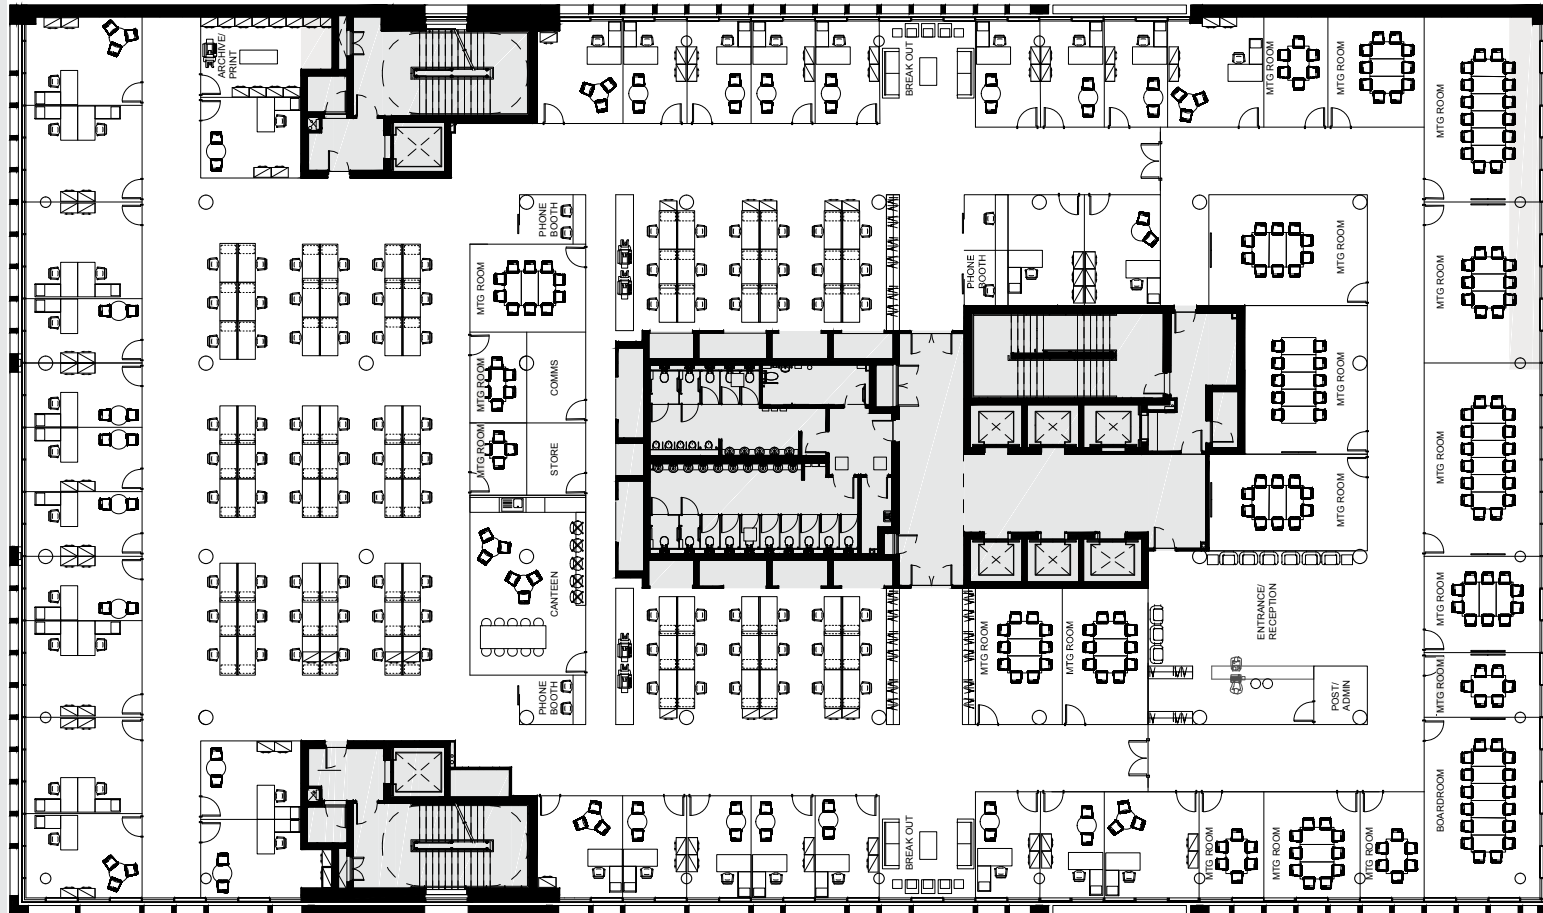 ARCHIVE/
PRINT
BREAK OUT
MTG ROOM
MTG ROOM
MTG ROOM
PHONE
BOOTH
PHONE
BOOTH
MTG ROOM
MTG ROOM
MTG ROOM
MTG ROOM
COMMS
MTG ROOM
MTG ROOM
STORE
MTG ROOM
MTG ROOM
CANTEEN
MTG ROOM
MTG ROOM
ENTRANCE/
RECEPTION
MTG ROOM
PHONE
BOOTH
POST/
ADMIN
MTG ROOM
BREAK OUT
MTG ROOM
MTG ROOM
MTG ROOM
BOARDROOM